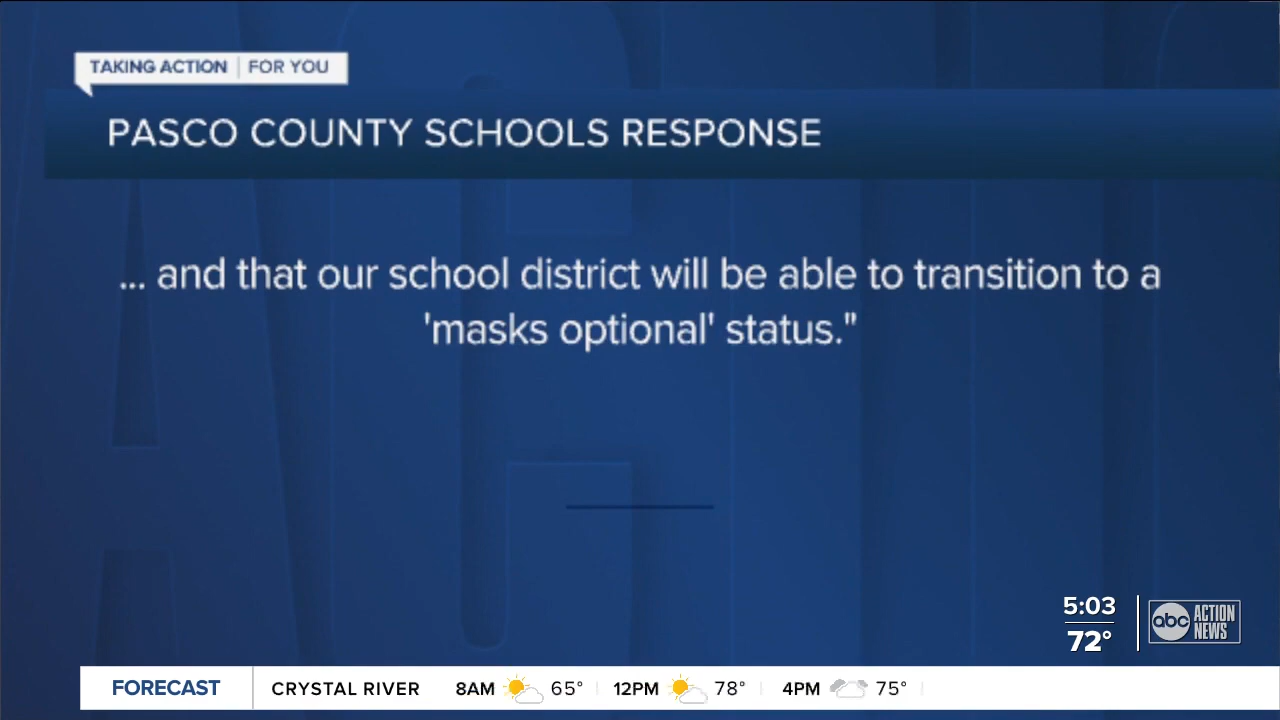 TAKING ACTION | FOR YOU
PASCO COUNTY SCHOOLS RESPONSE
... and that our school district will be able to transition to a
'masks optional' status."
5:03
72°
abc ACTION NEWS
FORECAST CRYSTAL RIVER 8AM 65° 12PM 78° 4PM 75°